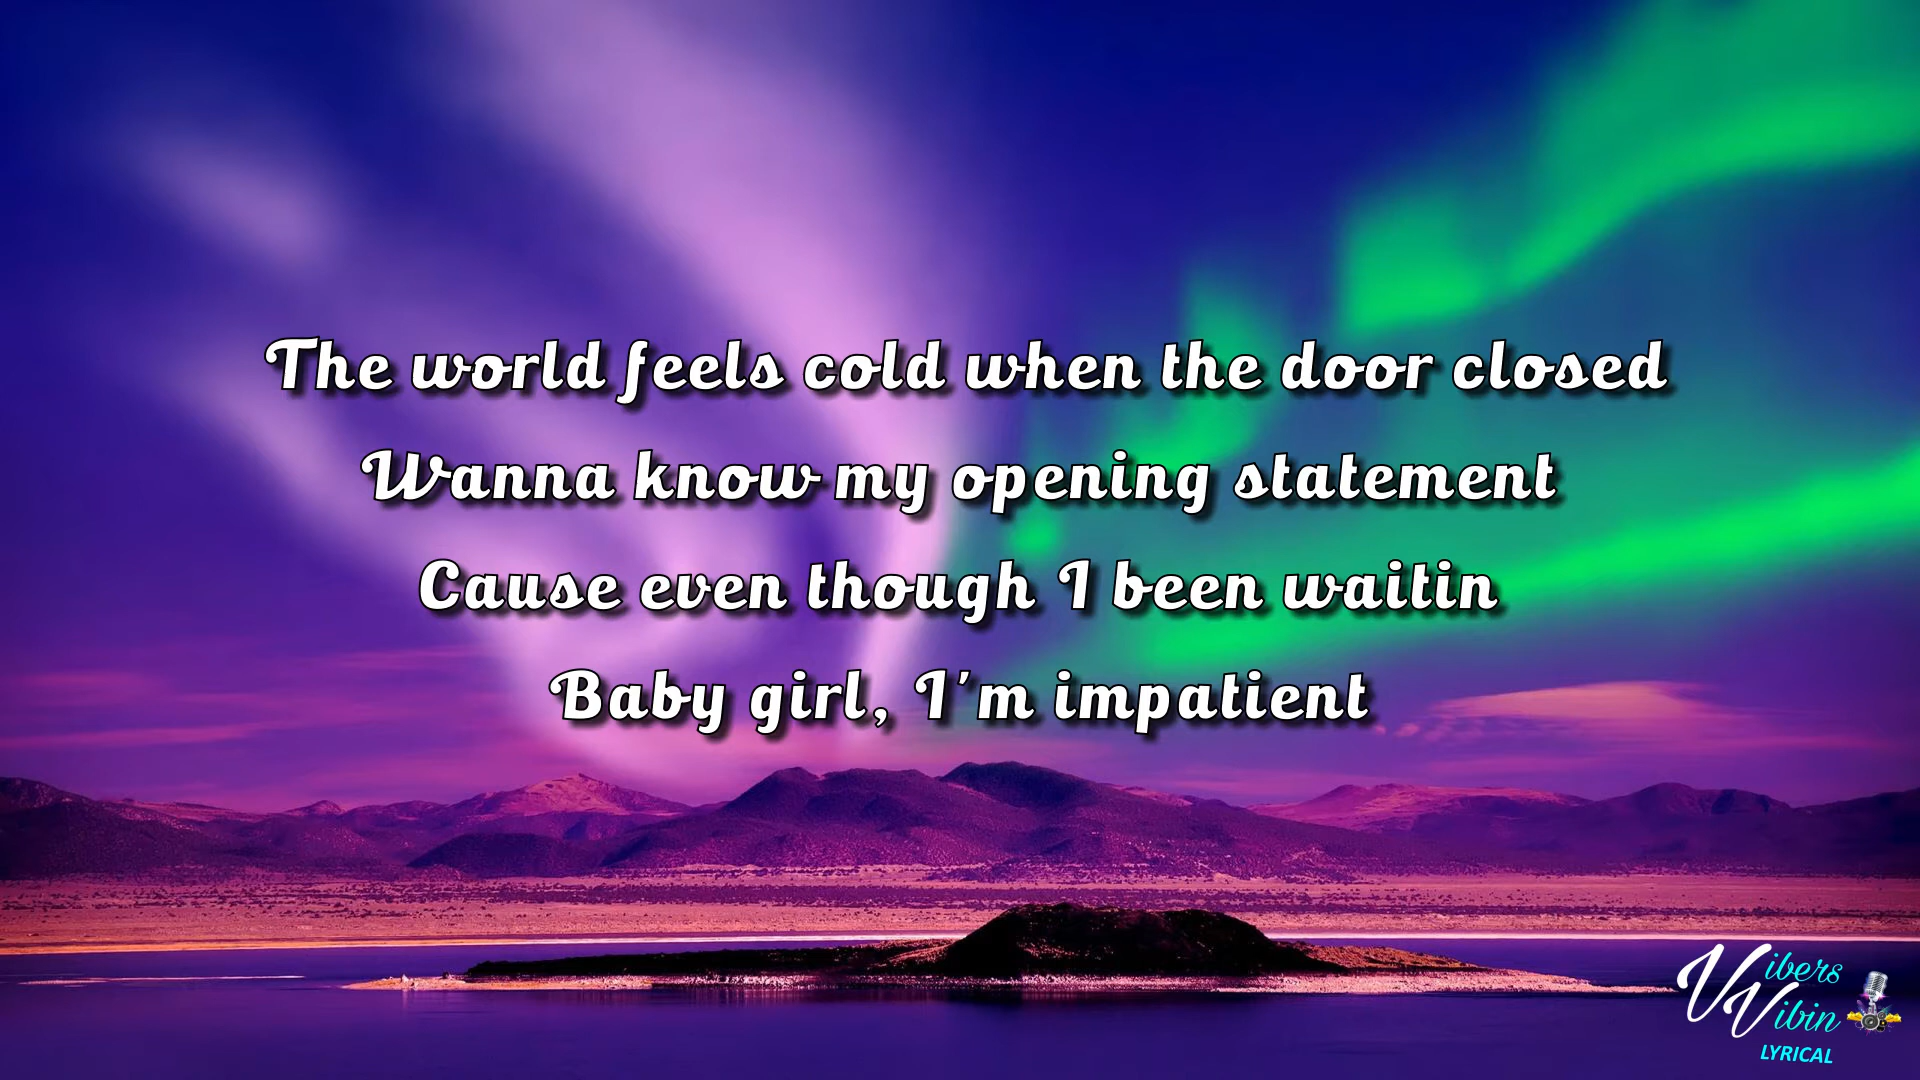 The world feels cold when the door closed
Wanna know my opening statement
Cause even though I been waitin
Baby girl, I'm impatient
Vibers
Vibin
LYRICAL